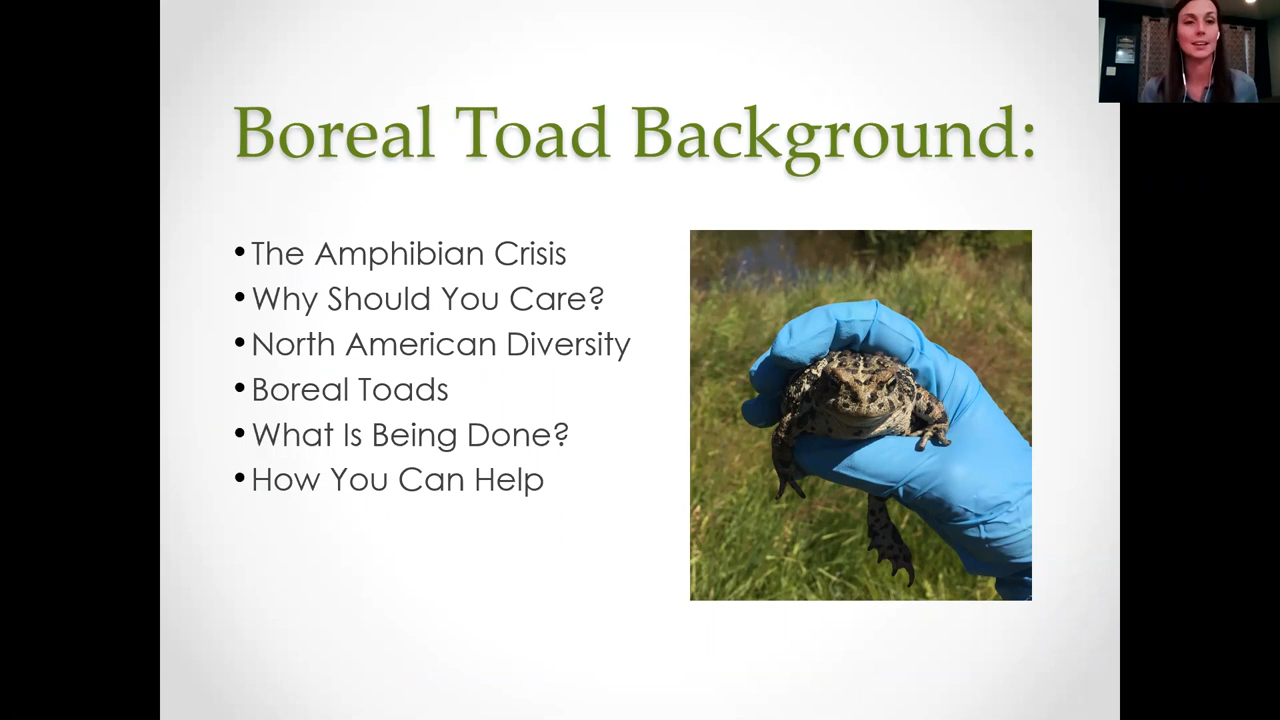 Boreal Toad Background:
•The Amphibian Crisis
•Why Should You Care?
•North American Diversity
•Boreal Toads
•What Is Being Done?
•How You Can Help